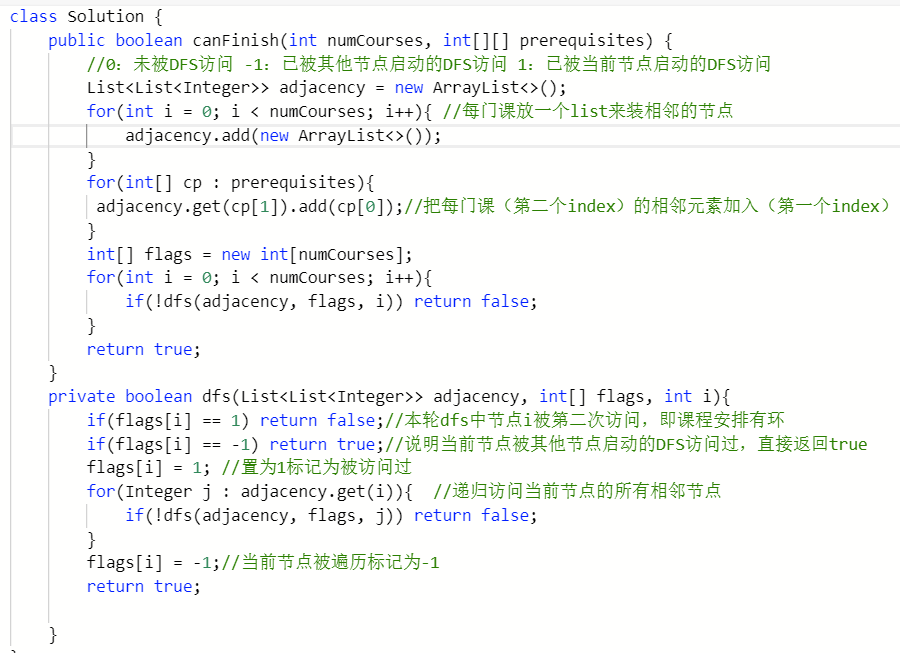 class Solution {
    public boolean canFinish(int numCourses, int[][] prerequisites) {
        //0：未被DFS访问 -1：已被其他节点启动的DFS访问 1：已被当前节点启动的DFS访问
        List<List<Integer>> adjacency = new ArrayList<>();
        for(int i = 0; i < numCourses; i++){ //每门课放一个list来装相邻的节点
            adjacency.add(new ArrayList<>());
        }
        for(int[] cp : prerequisites){
         adjacency.get(cp[1]).add(cp[0]);//把每门课（第二个index）的相邻元素加入（第一个index）
        }
        int[] flags = new int[numCourses];
        for(int i = 0; i < numCourses; i++){
            if(!dfs(adjacency, flags, i)) return false;
        }
        return true;
    }
    private boolean dfs(List<List<Integer>> adjacency, int[] flags, int i){
        if(flags[i] == 1) return false;//本轮dfs中节点i被第二次访问，即课程安排有环
        if(flags[i] == -1) return true;//说明当前节点被其他节点启动的DFS访问过，直接返回true
        flags[i] = 1; //置为1标记为被访问过
        for(Integer j : adjacency.get(i)){  //递归访问当前节点的所有相邻节点
            if(!dfs(adjacency, flags, j)) return false;
        }
        flags[i] = -1;//当前节点被遍历标记为-1
        return true;
    }